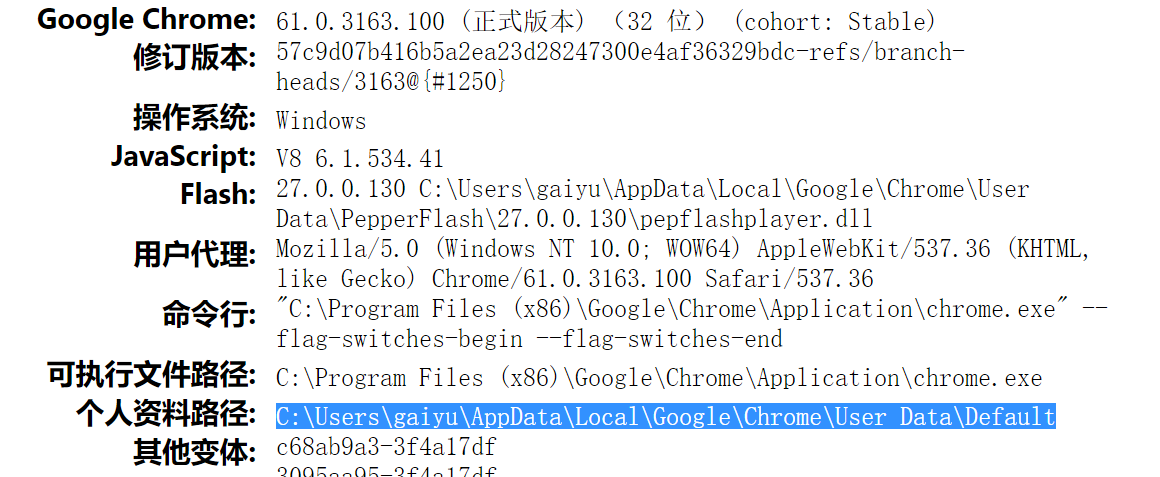 Google Chrome: 61.0.3163.100 (正式版本) (32 位) (cohort: Stable)
修订版本: 57c9d07b416b5a2ea23d28247300e4af36329bdc-refs/branch-
heads/3163@{#1250}
操作系统: Windows
JavaScript: V8 6.1.534.41
Flash: 27.0.0.130 C:\Users\gaiyu\AppData\Local\Google\Chrome\User
Data\PepperFlash\27.0.0.130\pepflashplayer.dll
用户代理: Mozilla/5.0 (Windows NT 10.0; WOW64) AppleWebKit/537.36 (KHTML,
like Gecko) Chrome/61.0.3163.100 Safari/537.36
命令行: "C:\Program Files (x86)\Google\Chrome\Application\chrome.exe" --
flag-switches-begin --flag-switches-end
可执行文件路径: C:\Program Files (x86)\Google\Chrome\Application\chrome.exe
个人资料路径: C:\Users\gaiyu\AppData\Local\Google\Chrome\User Data\Default
其他变体: c68ab9a3-3f4a17df